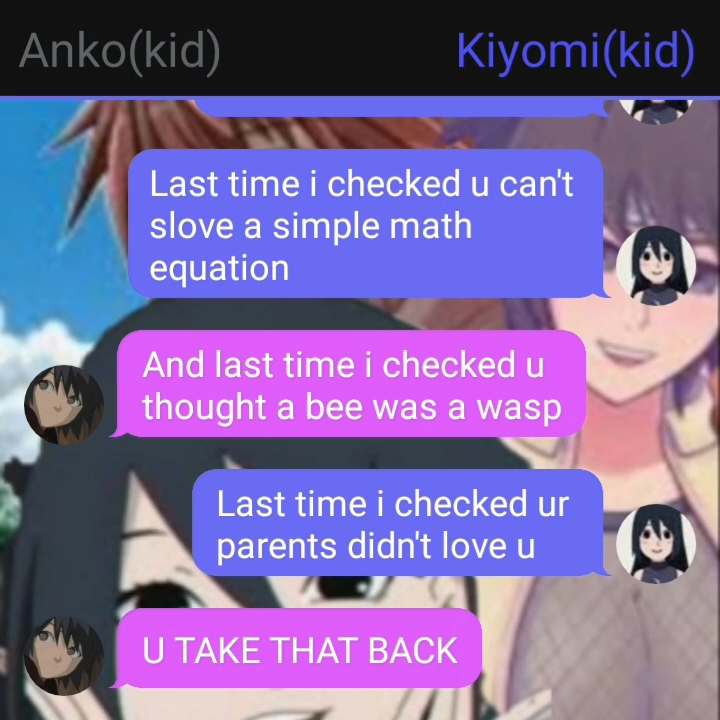 Anko(kid) Kiyomi(kid)
Last time i checked u can't
slove a simple math
equation
And last time i checked u
thought a bee was a wasp
Last time i checked ur
parents didn't love u
U TAKE THAT BACK